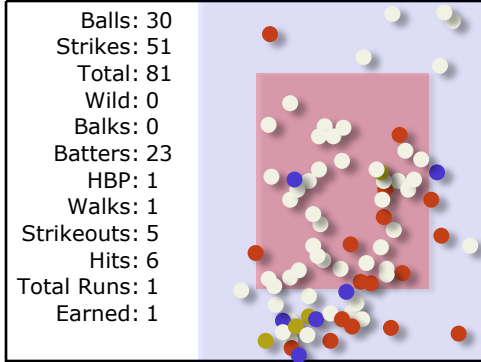 Balls: 30
Strikes: 51
Total: 81
Wild: 0
Balks: 0
Batters: 23
HBP: 1
Walks: 1
Strikeouts: 5
Hits: 6
Total Runs: 1
Earned: 1